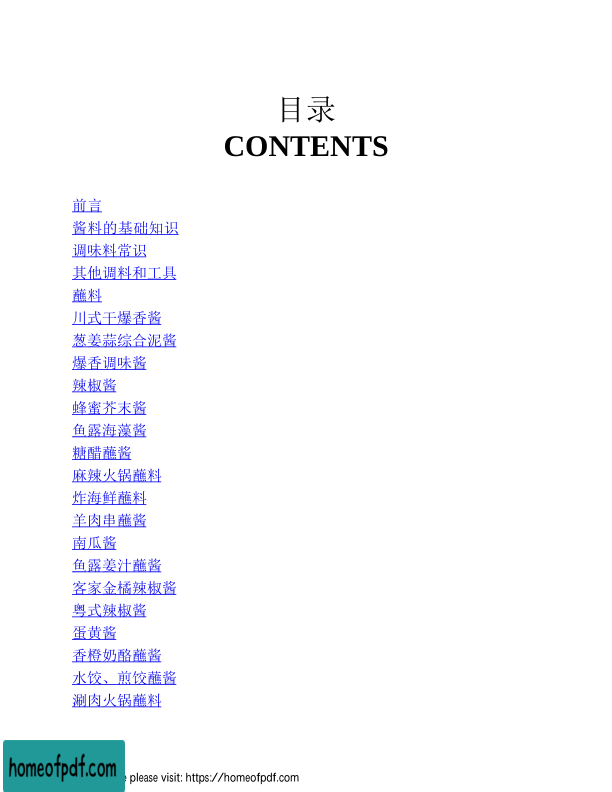 目录
CONTENTS
前言
酱料的基础知识
调味料常识
其他调料和工具
蘸料
川式干爆香酱
葱姜蒜综合泥酱
爆香调味酱
辣椒酱
蜂蜜芥末酱
鱼露海藻酱
糖醋蘸酱
麻辣火锅蘸料
炸海鲜蘸料
羊肉串蘸酱
南瓜酱
鱼露姜汁蘸酱
客家金橘辣椒酱
粤式辣椒酱
蛋黄酱
香橙奶酪蘸酱
水饺、煎饺蘸酱
涮肉火锅蘸料
homeofpdf.com
please visit: https://homeofpdf.com